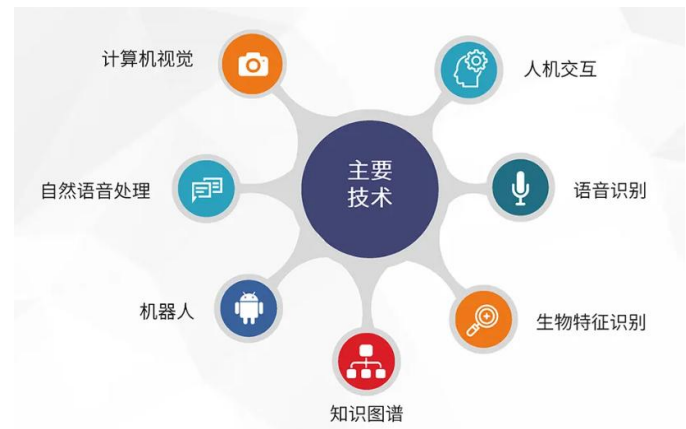 计算机视觉
人机交互
主要
技术
自然语音处理
语音识别
机器人
生物特征识别
知识图谱